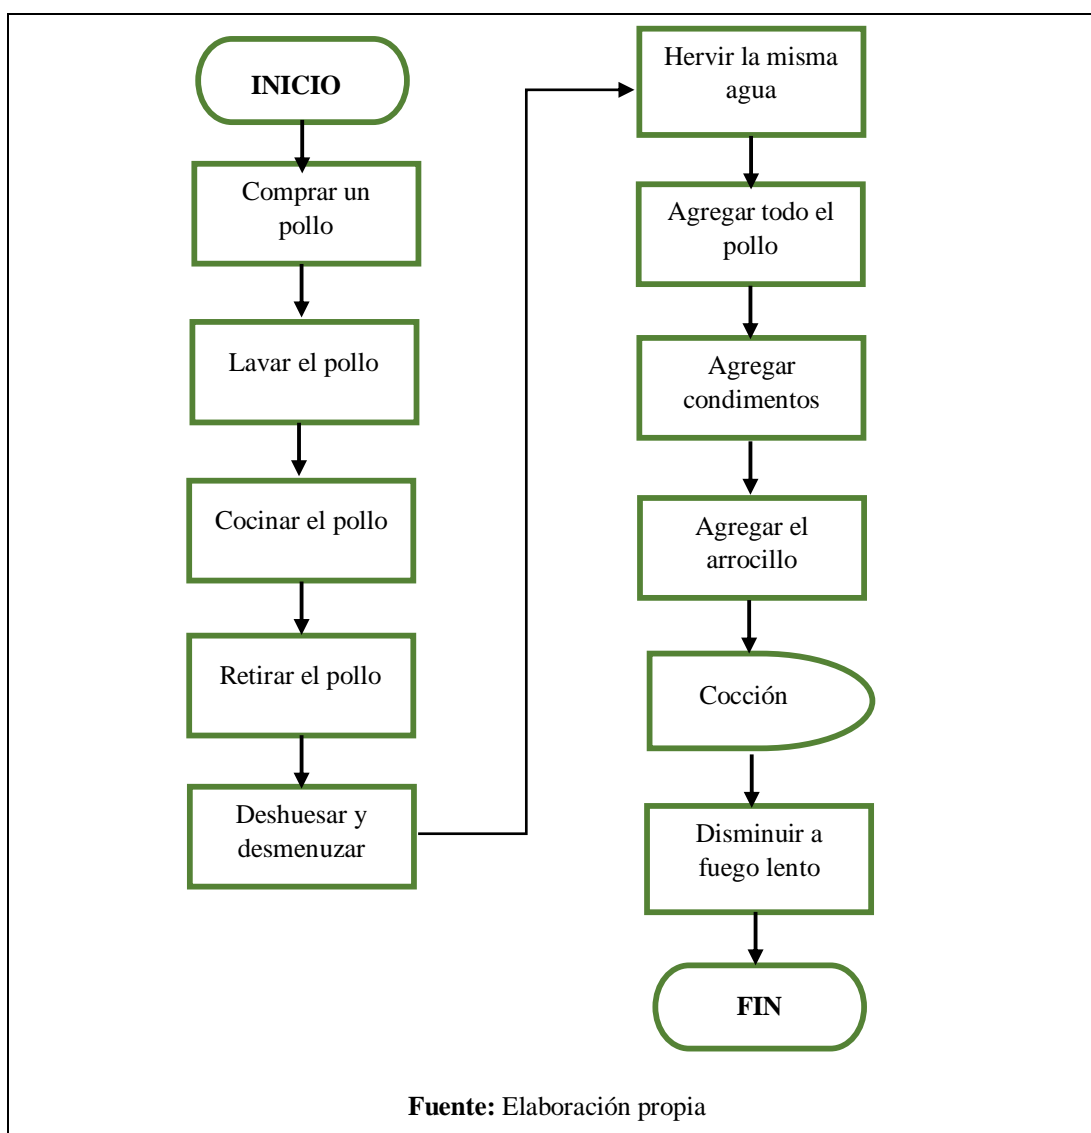 INICIO
Comprar un
pollo
Lavar el pollo
Cocinar el pollo
Retirar el pollo
Deshuesar y
desmenuzar
Hervir la misma
agua
Agregar todo el
pollo
Agregar
condimentos
Agregar el
arrocillo
Cocción
Disminuir a
fuego lento
FIN
Fuente: Elaboración propia